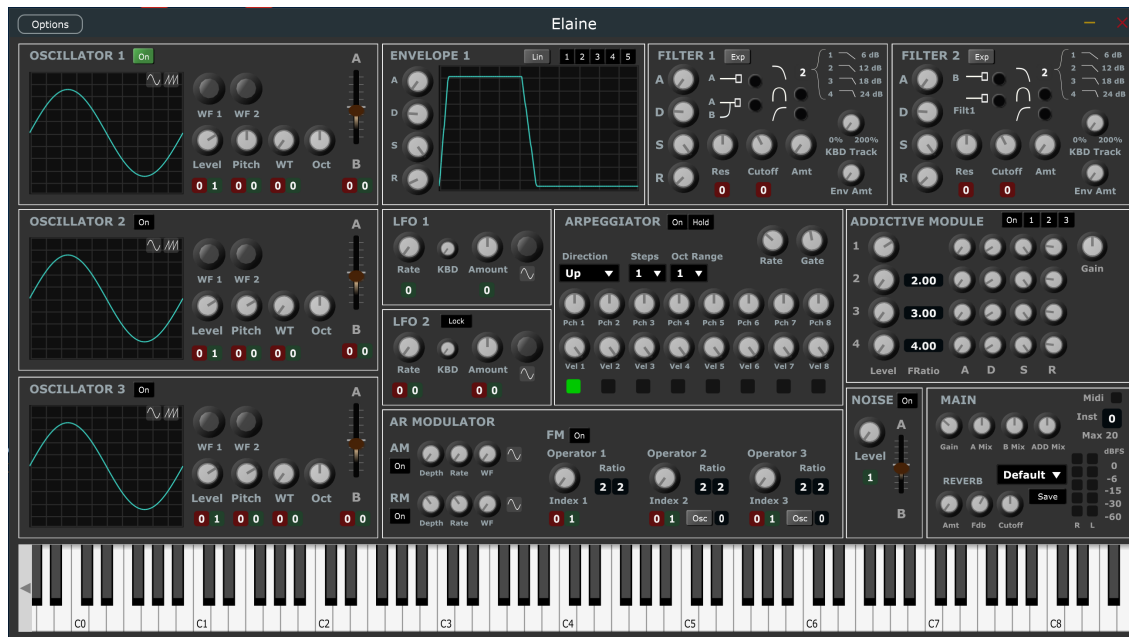 Options
Elaine
OSCILLATOR 1 On
A
WF 1 WF 2
Level Pitch WT Oct B
0 1 0 0 0 0 0 0
ENVELOPE 1 Lin 1 2 3 4 5
A
D
S
R
FILTER 1 Exp
A
D
S
R
A
A
B
2
1 6 dB
2 12 dB
3 18 dB
4 24 dB
0% 200%
KBD Track
Res Cutoff Amt
0 0
Env Amt
FILTER 2 Exp
A
D
S
R
B
Filt1
2
1 6 dB
2 12 dB
3 18 dB
4 24 dB
0% 200%
KBD Track
Res Cutoff Amt
0 0
Env Amt
OSCILLATOR 2 On
A
WF 1 WF 2
Level Pitch WT Oct B
0 1 0 0 0 0 0 0
LFO 1
Rate KBD Amount
0 0
LFO 2 Lock
Rate KBD Amount
0 0 0 0
ARPEGGIATOR On Hold
Direction Steps Oct Range
Up 1 1
Rate Gate
Pch 1 Pch 2 Pch 3 Pch 4 Pch 5 Pch 6 Pch 7 Pch 8
Vel 1 Vel 2 Vel 3 Vel 4 Vel 5 Vel 6 Vel 7 Vel 8
ADDICTIVE MODULE On 1 2 3
1
2 2.00
3 3.00
4 4.00
Gain
Level FRatio A D S R
OSCILLATOR 3 On
A
WF 1 WF 2
Level Pitch WT Oct B
0 1 0 0 0 0 0 0
AR MODULATOR
AM
On
Depth Rate WF
RM
On
Depth Rate WF
FM On
Operator 1 Operator 2 Operator 3
Ratio Ratio Ratio
2 2 2 2 2 2
Index 1 Index 2 Index 3
0 1 0 1 Osc 0 0 1 Osc 0
NOISE On
A
Level
1
B
MAIN
Midi
Inst 0
Max 20
Gain A Mix B Mix ADD Mix
dBFS
0
-6
-15
-30
-60
R L
REVERB
Default
Save
Amt Fdb Cutoff
C0 C1 C2 C3 C4 C5 C6 C7 C8